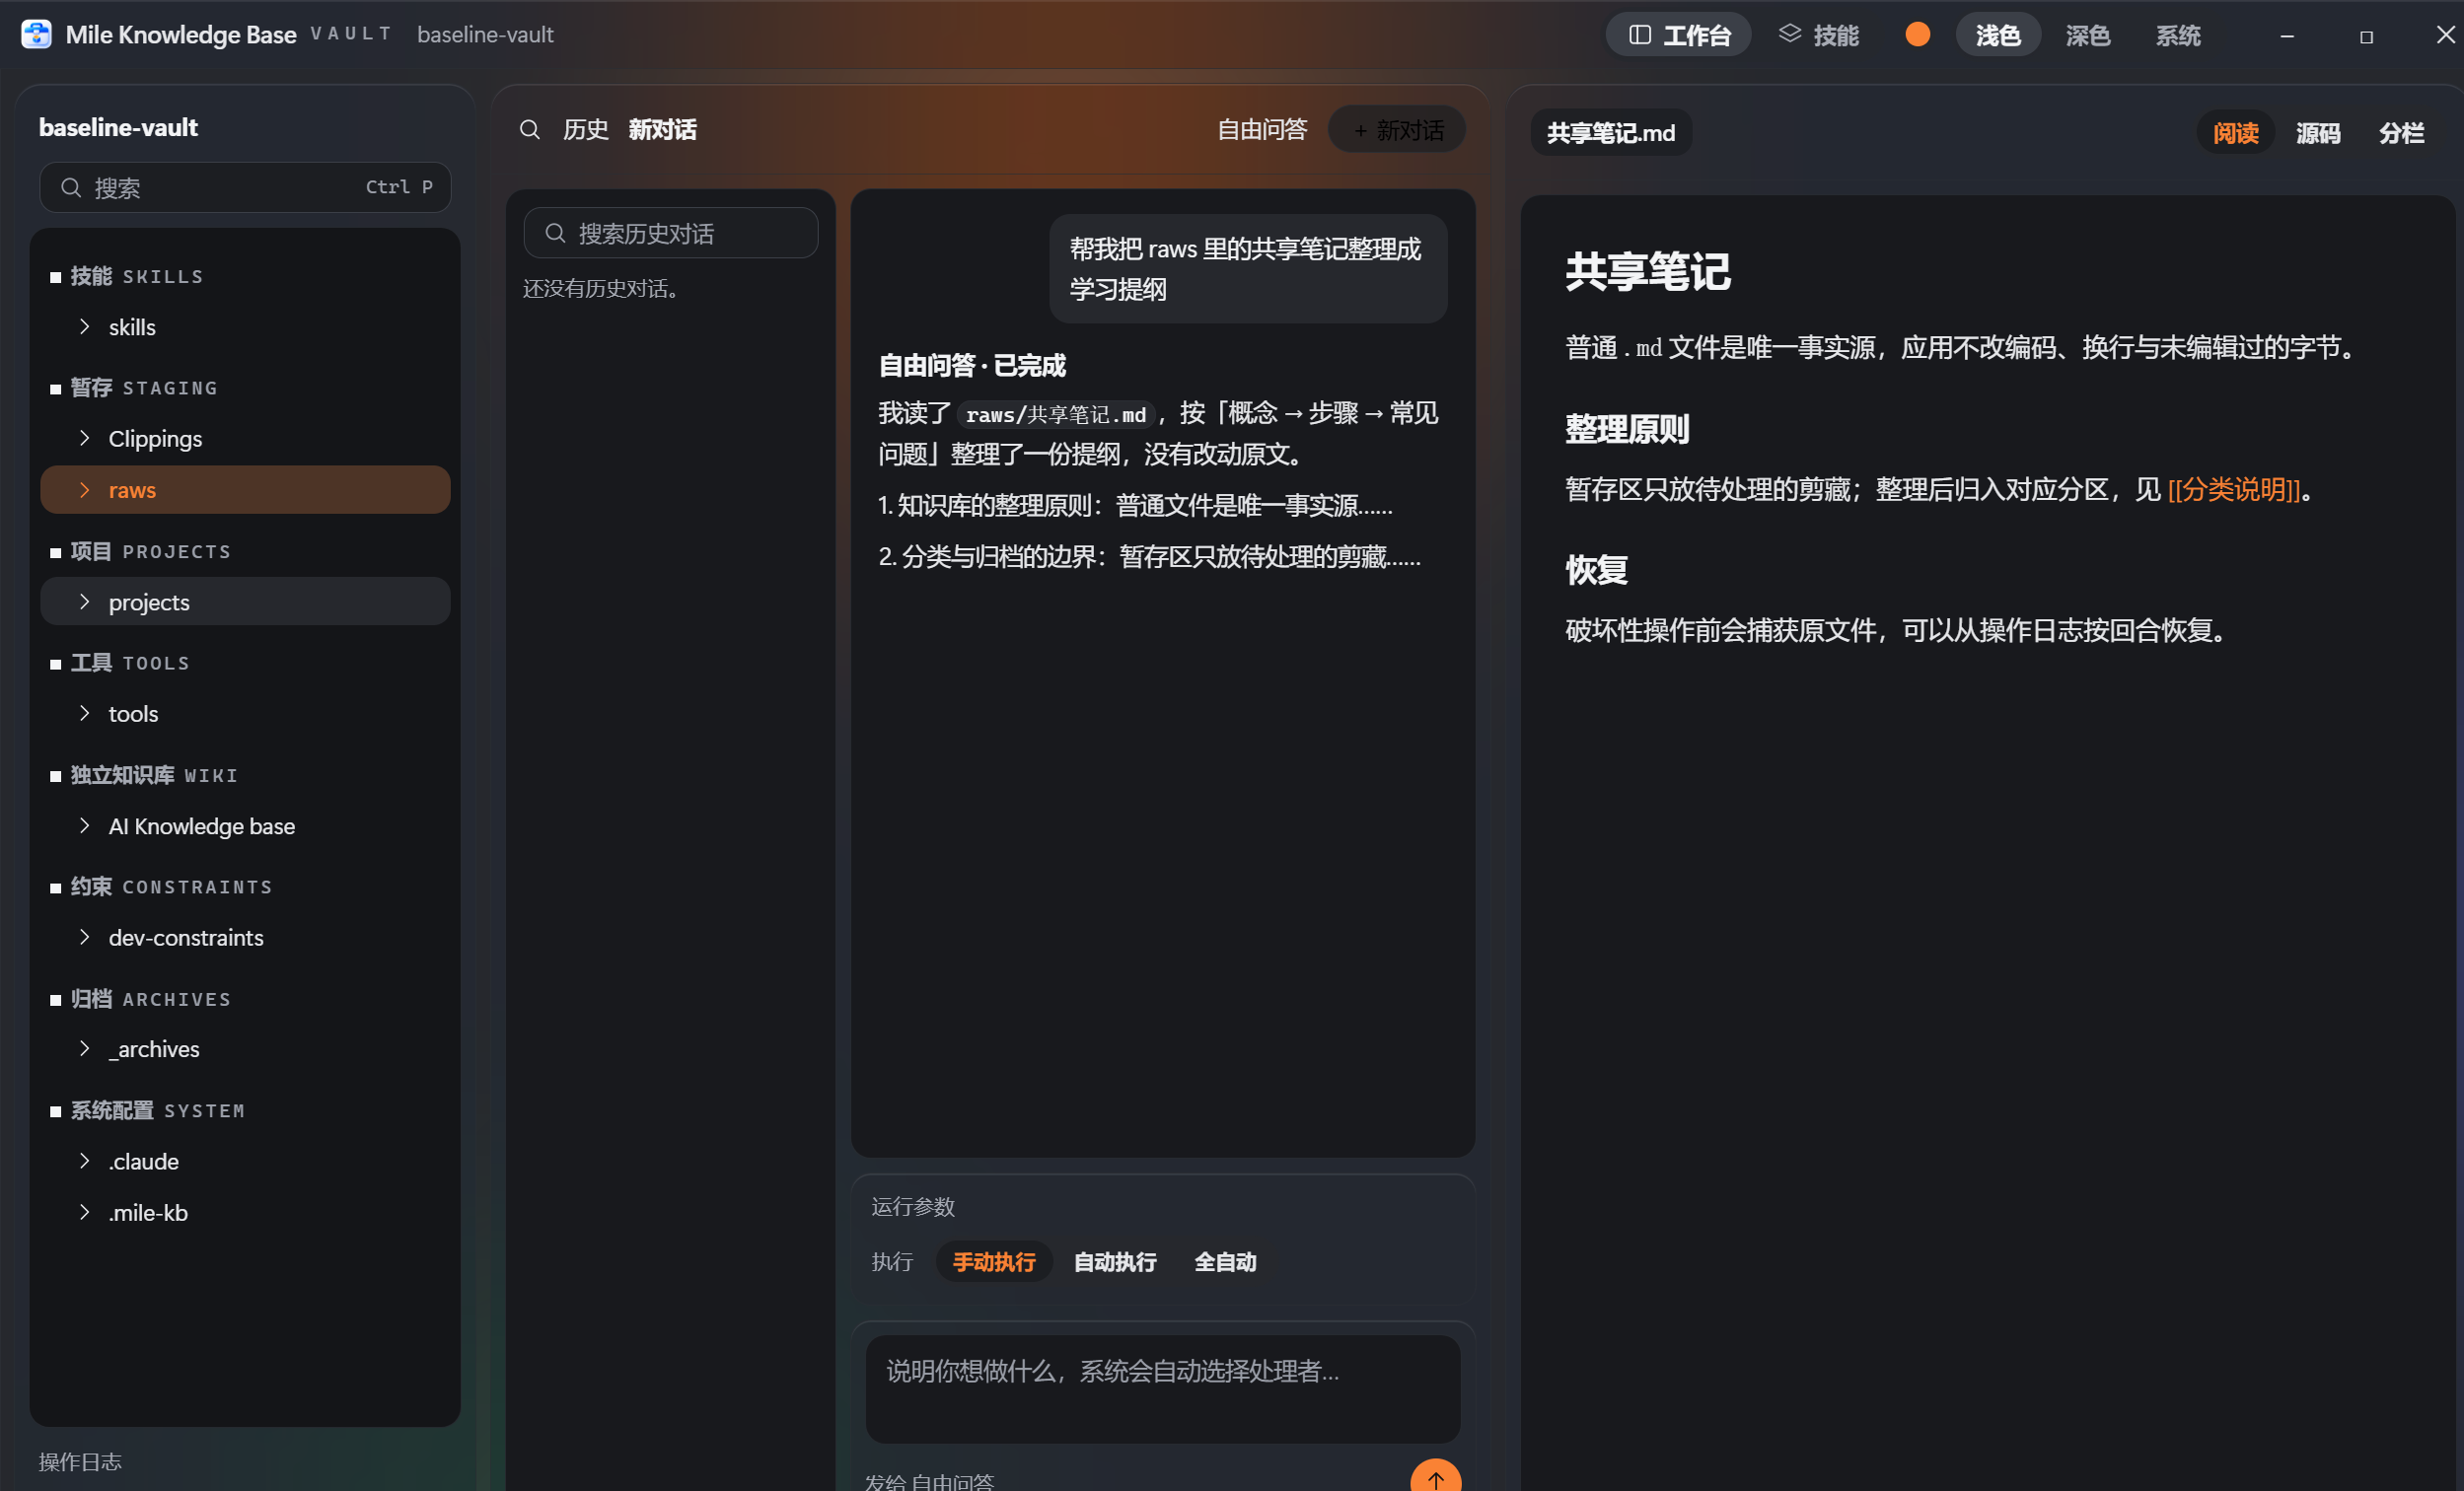 Mile Knowledge Base VAULT baseline-vault
工作台 技能 浅色 深色 系统
baseline-vault
搜索 Ctrl P
技能 SKILLS
skills
暂存 STAGING
Clippings
raws
项目 PROJECTS
projects
工具 TOOLS
tools
独立知识库 WIKI
AI Knowledge base
约束 CONSTRAINTS
dev-constraints
归档 ARCHIVES
_archives
系统配置 SYSTEM
.claude
.mile-kb
操作日志
历史 新对话 自由问答 + 新对话
搜索历史对话
还没有历史对话。
帮我把 raws 里的共享笔记整理成
学习提纲
自由问答 · 已完成
我读了 raws/共享笔记.md，按「概念 → 步骤 → 常见
问题」整理了一份提纲，没有改动原文。
1. 知识库的整理原则：普通文件是唯一事实源……
2. 分类与归档的边界：暂存区只放待处理的剪藏……
运行参数
执行 手动执行 自动执行 全自动
说明你想做什么，系统会自动选择处理者...
发给 自由问答
共享笔记.md 阅读 源码 分栏
共享笔记
普通 .md 文件是唯一事实源，应用不改编码、换行与未编辑过的字节。
整理原则
暂存区只放待处理的剪藏；整理后归入对应分区，见 [[分类说明]]。
恢复
破坏性操作前会捕获原文件，可以从操作日志按回合恢复。